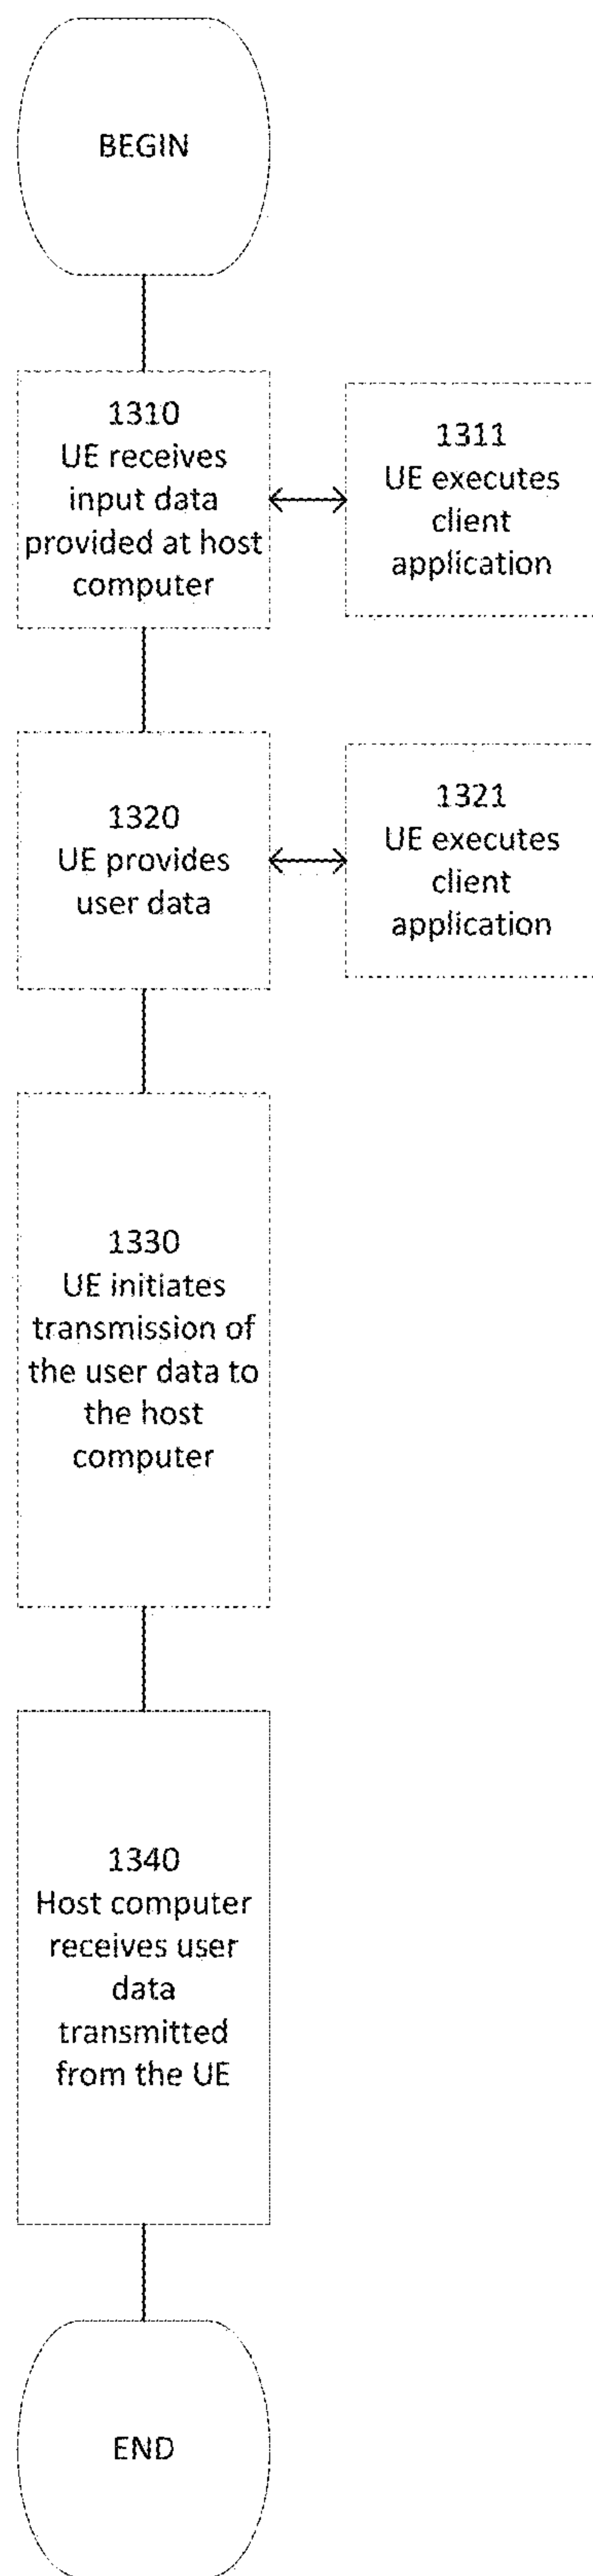 BEGIN
1310
UE receives
input data
provided at host
computer
1311
UE executes
client
application
1320
UE provides
user data
1321
UE executes
client
application
1330
UE initiates
transmission of
the user data to
the host
computer
1340
Host computer
receives user
data
transmitted
from the UE
END